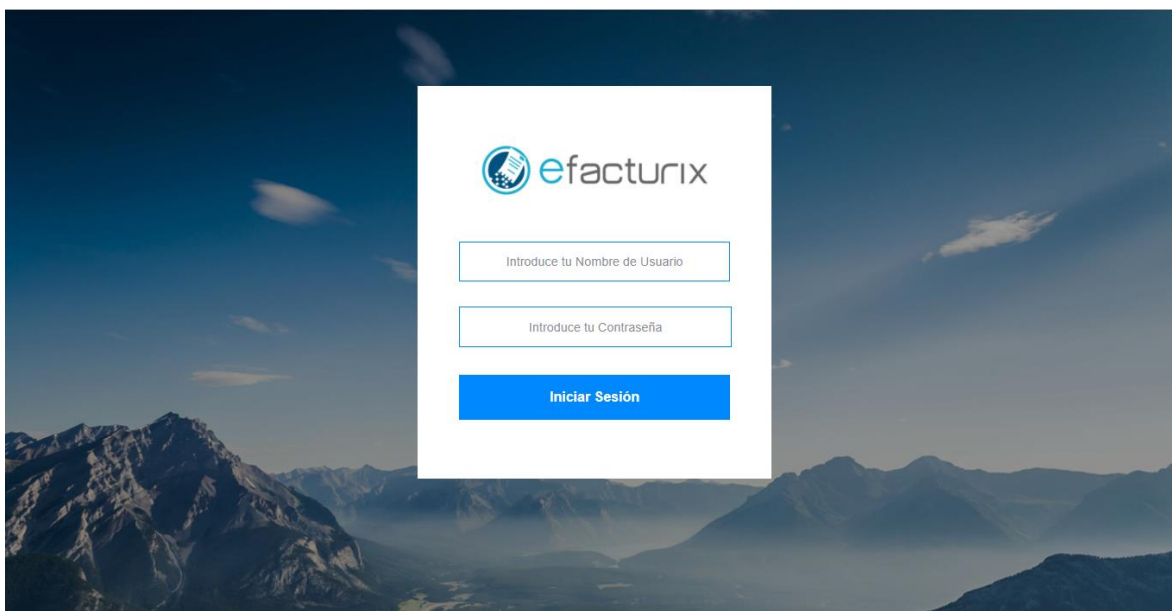 efacturix
Introduce tu Nombre de Usuario
Introduce tu Contraseña
Iniciar Sesión